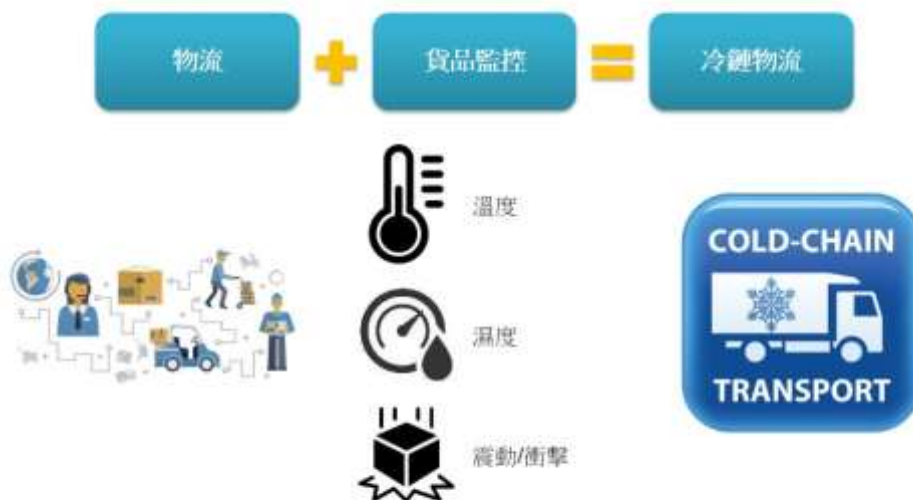 物流
貨品監控
冷鏈物流
溫度
濕度
震動/衝擊
COLD-CHAIN
TRANSPORT